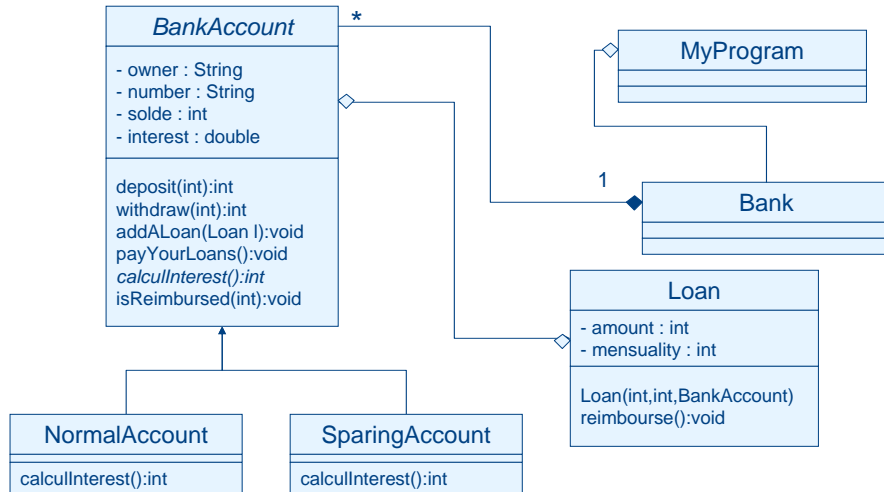 BankAccount
- owner : String
- number : String
- solde : int
- interest : double
deposit(int):int
withdraw(int):int
addALoan(Loan l):void
payYourLoans():void
calculInterest():int
isReimbursed(int):void
*
1
MyProgram
Bank
Loan
- amount : int
- mensuality : int
Loan(int,int,BankAccount)
reimbourse():void
NormalAccount
calculInterest():int
SparingAccount
calculInterest():int